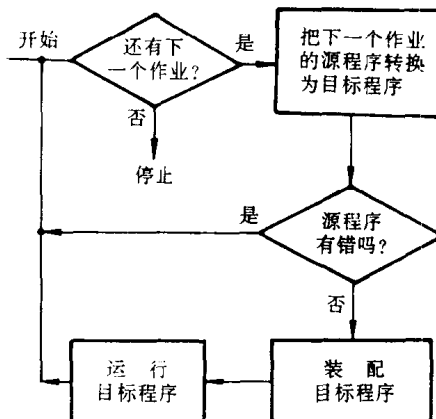 开始
还有下
一个作业？
是
把下一个作业
的源程序转换
为目标程序
否
停止
是
源程序
有错吗？
否
运行
目标程序
装配
目标程序